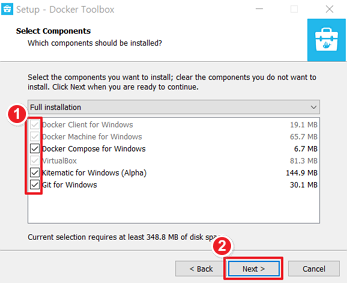 Setup - Docker Toolbox
Select Components
Which components should be installed?
Select the components you want to install; clear the components you do not want to
install. Click Next when you are ready to continue.
Full installation
1
Docker Client for Windows 19.1 MB
Docker Machine for Windows 65.7 MB
Docker Compose for Windows 6.7 MB
VirtualBox 81.3 MB
Kitematic for Windows (Alpha) 144.9 MB
Git for Windows 30.1 MB
Current selection requires at least 348.8 MB of disk
2
< Back Next > Cancel